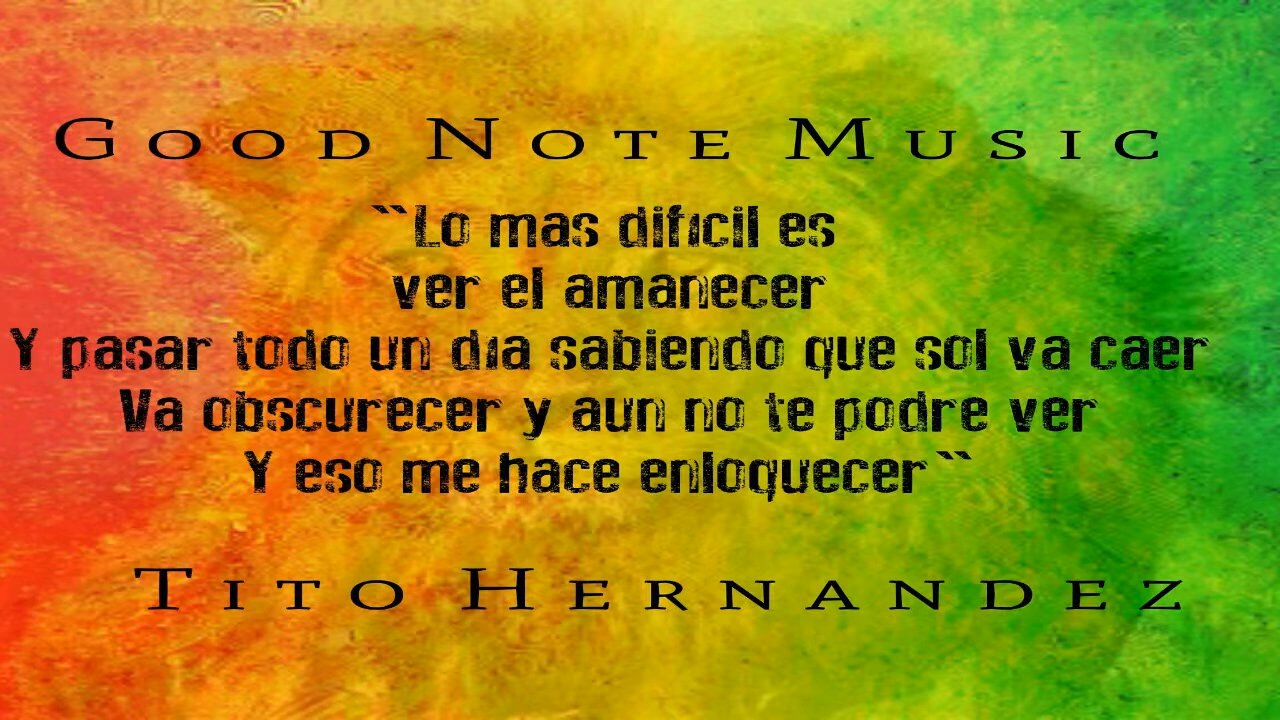 Good Note Music
``Lo mas dificil es
ver el amanecer
Y pasar todo un dia sabiendo que sol va caer
Va obscurecer y aun no te podre ver
Y eso me hace enloquecer``
Tito Hernandez